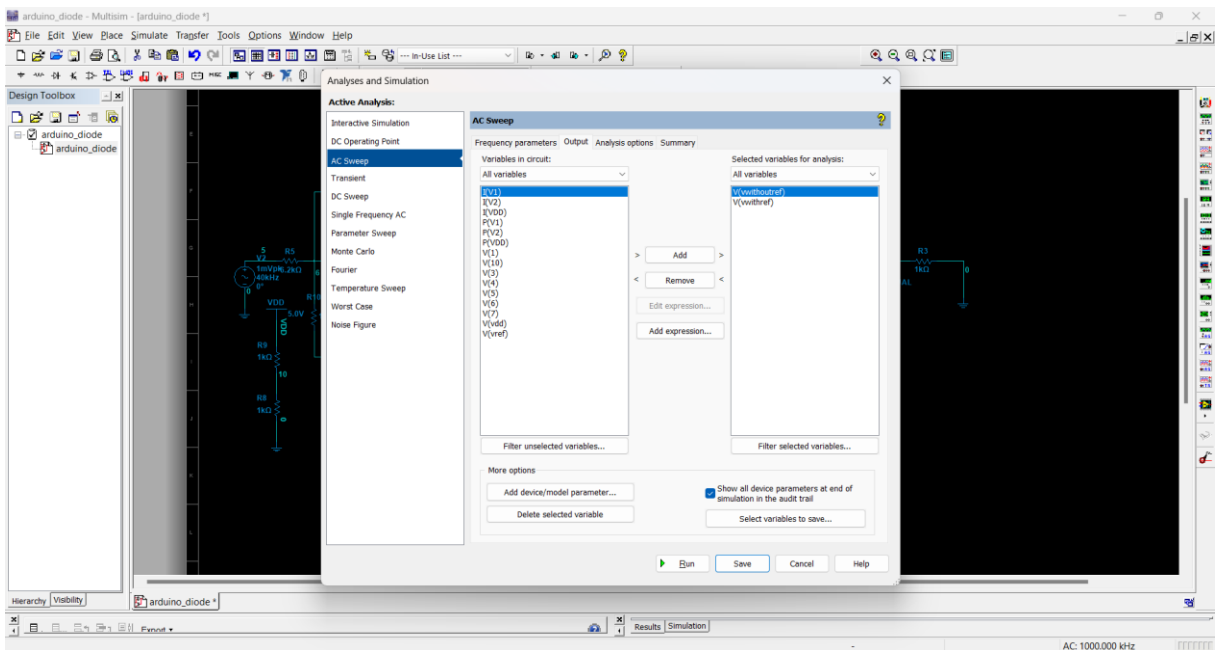 arduino_diode - Multisim - [arduino_diode *]
File Edit View Place Simulate Transfer Tools Options Window Help
--- In-Use List ---
Design Toolbox
arduino_diode
arduino_diode
Analyses and Simulation
Active Analysis:
Interactive Simulation
DC Operating Point
AC Sweep
Transient
DC Sweep
Single Frequency AC
Parameter Sweep
Monte Carlo
Fourier
Temperature Sweep
Worst Case
Noise Figure
AC Sweep
Frequency parameters Output Analysis options Summary
Variables in circuit:
All variables
I(V1)
I(V2)
I(VDD)
P(V1)
P(V2)
P(VDD)
V(1)
V(10)
V(3)
V(4)
V(5)
V(6)
V(7)
V(vdd)
V(vref)
> Add >
< Remove <
Edit expression...
Add expression...
Selected variables for analysis:
All variables
V(vwithoutref)
V(vwithref)
Filter unselected variables...
Filter selected variables...
More options
Add device/model parameter...
Delete selected variable
Show all device parameters at end of
simulation in the audit trail
Select variables to save...
Run Save Cancel Help
5 R5
V2
1mVpk
6.2kΩ
40kHz
0°
0
6
VDD
5.0V
R10
VDD
R9
1kΩ
10
R8
1kΩ
0
R3
1kΩ
0
AL
Hierarchy Visibility
arduino_diode *
Export
Results Simulation
AC: 1000.000 kHz